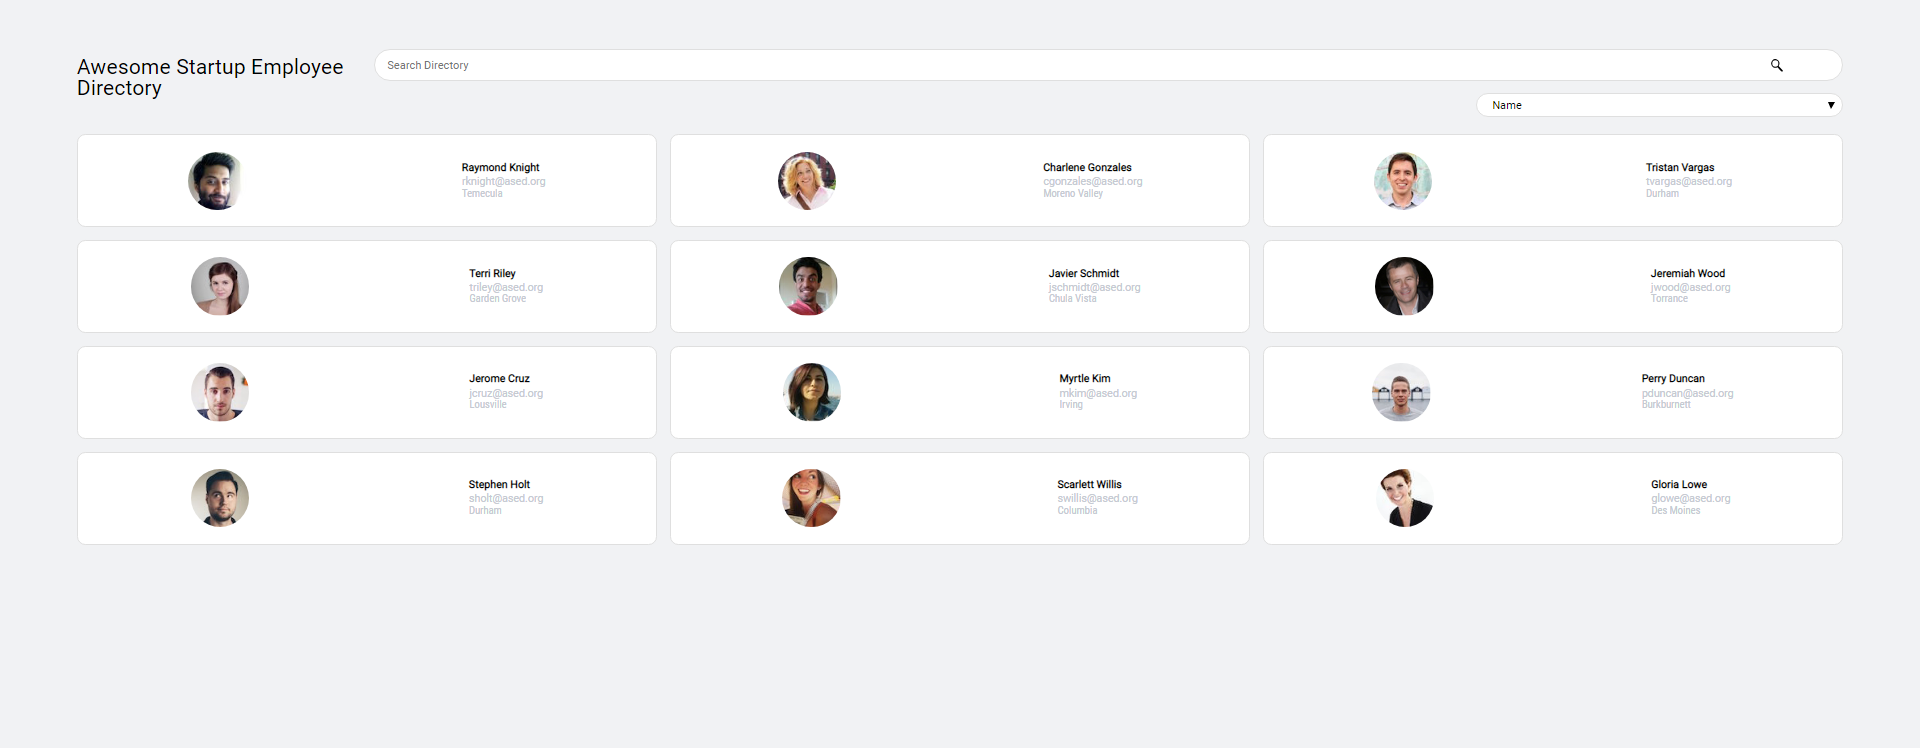 Awesome Startup Employee
Directory
Search Directory
Name
Raymond Knight
rknight@ased.org
Temecula
Charlene Gonzales
cgonzales@ased.org
Moreno Valley
Tristan Vargas
tvargas@ased.org
Durham
Terri Riley
triley@ased.org
Garden Grove
Javier Schmidt
jschmidt@ased.org
Chula Vista
Jeremiah Wood
jwood@ased.org
Torrance
Jerome Cruz
jcruz@ased.org
Lousville
Myrtle Kim
mkim@ased.org
Irving
Perry Duncan
pduncan@ased.org
Burkburnett
Stephen Holt
sholt@ased.org
Durham
Scarlett Willis
swillis@ased.org
Columbia
Gloria Lowe
glowe@ased.org
Des Moines